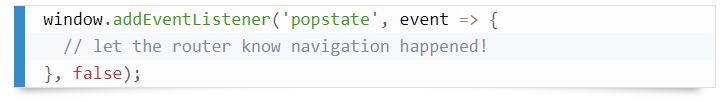 window.addEventListener('popstate', event => {
  // let the router know navigation happened!
}, false);